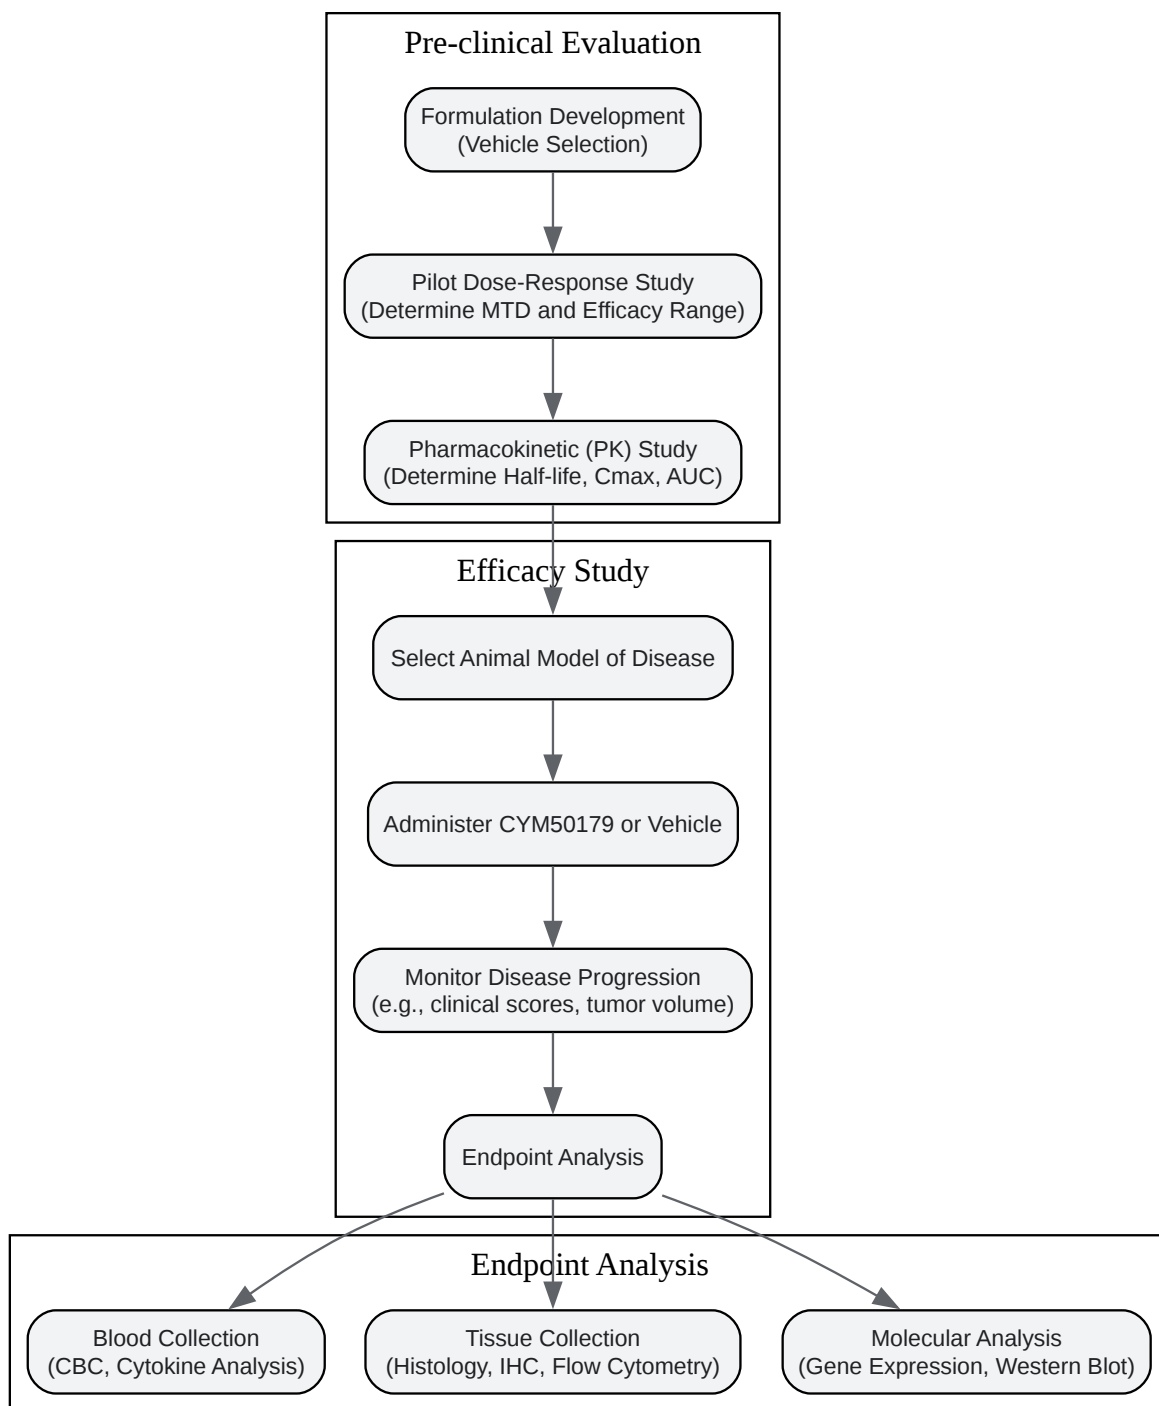 Pre-clinical Evaluation
Formulation Development
(Vehicle Selection)
Pilot Dose-Response Study
(Determine MTD and Efficacy Range)
Pharmacokinetic (PK) Study
(Determine Half-life, Cmax, AUC)
Efficacy Study
Select Animal Model of Disease
Administer CYM50179 or Vehicle
Monitor Disease Progression
(e.g., clinical scores, tumor volume)
Endpoint Analysis
Endpoint Analysis
Blood Collection
(CBC, Cytokine Analysis)
Tissue Collection
(Histology, IHC, Flow Cytometry)
Molecular Analysis
(Gene Expression, Western Blot)